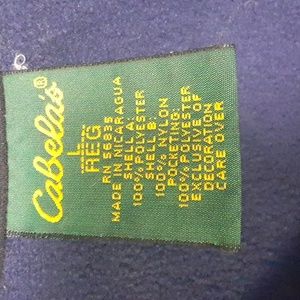 Cabela's®
L
REG
RN 56835
MADE IN NICARAGUA
SHELL A:
100% POLYESTER
SHELL B:
100% NYLON
POCKETING:
100% POLYESTER
EXCLUSIVE OF
DECORATION
CARE OVER